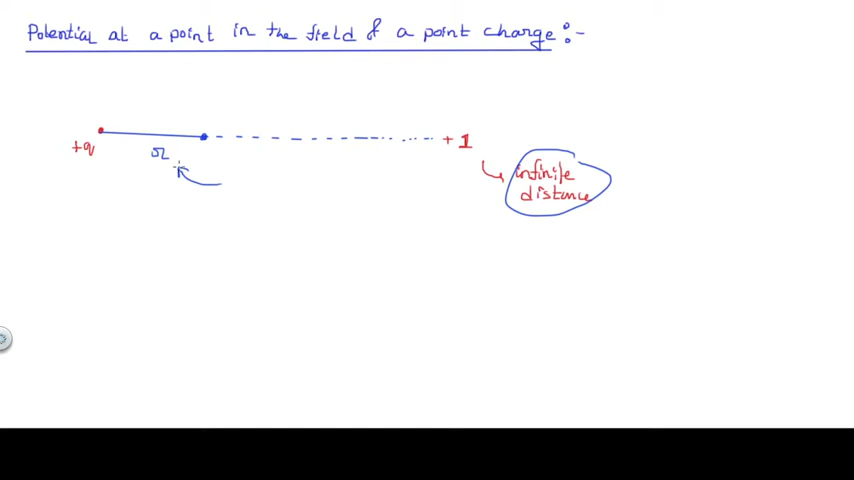 Potential at a point in the field of a point charge :-
+q
r
+ 1
infinite
distance